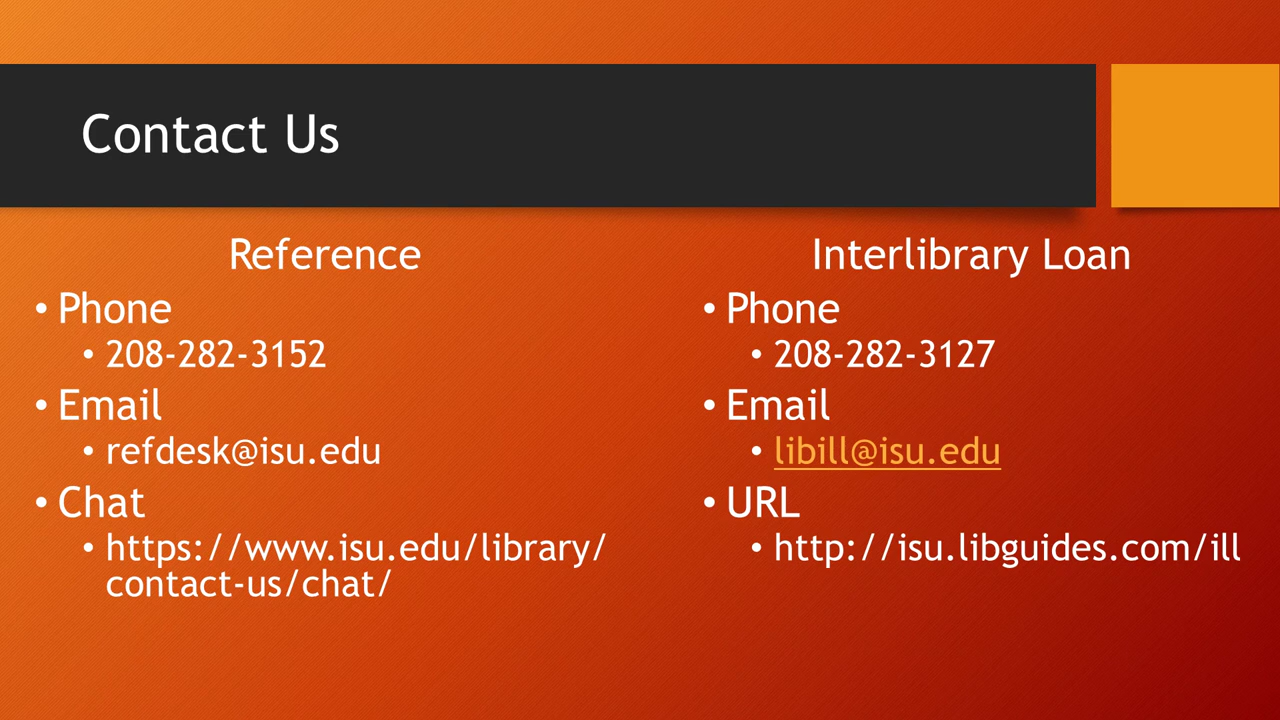 Contact Us
Reference
• Phone
• 208-282-3152
• Email
• refdesk@isu.edu
• Chat
• https://www.isu.edu/library/
contact-us/chat/
Interlibrary Loan
• Phone
• 208-282-3127
• Email
• libill@isu.edu
• URL
• http://isu.libguides.com/ill